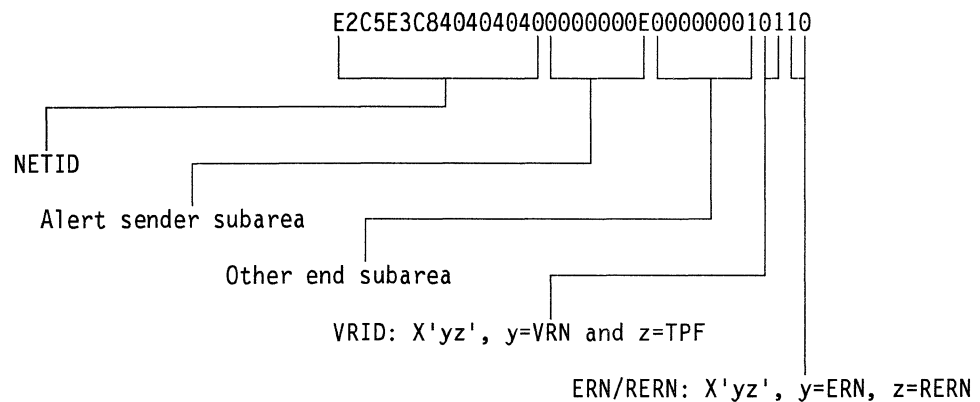 E2C5E3C8404040400000000E000000010110
NETID
Alert sender subarea
Other end subarea
VRID: X'yz', y=VRN and z=TPF
ERN/RERN: X'yz', y=ERN, z=RERN